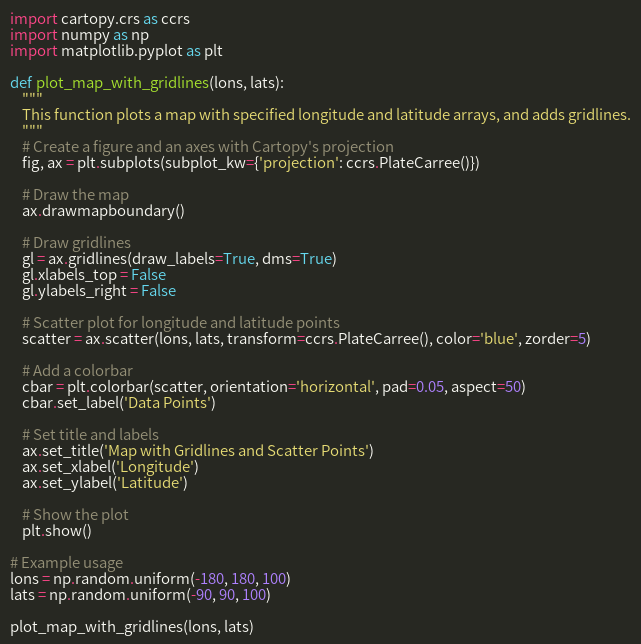 import cartopy.crs as ccrs
import numpy as np
import matplotlib.pyplot as plt

def plot_map_with_gridlines(lons, lats):
    """
    This function plots a map with specified longitude and latitude arrays, and adds gridlines.
    """
    # Create a figure and an axes with Cartopy's projection
    fig, ax = plt.subplots(subplot_kw={'projection': ccrs.PlateCarree()})

    # Draw the map
    ax.drawmapboundary()

    # Draw gridlines
    gl = ax.gridlines(draw_labels=True, dms=True)
    gl.xlabels_top = False
    gl.ylabels_right = False

    # Scatter plot for longitude and latitude points
    scatter = ax.scatter(lons, lats, transform=ccrs.PlateCarree(), color='blue', zorder=5)

    # Add a colorbar
    cbar = plt.colorbar(scatter, orientation='horizontal', pad=0.05, aspect=50)
    cbar.set_label('Data Points')

    # Set title and labels
    ax.set_title('Map with Gridlines and Scatter Points')
    ax.set_xlabel('Longitude')
    ax.set_ylabel('Latitude')

    # Show the plot
    plt.show()

# Example usage
lons = np.random.uniform(-180, 180, 100)
lats = np.random.uniform(-90, 90, 100)

plot_map_with_gridlines(lons, lats)